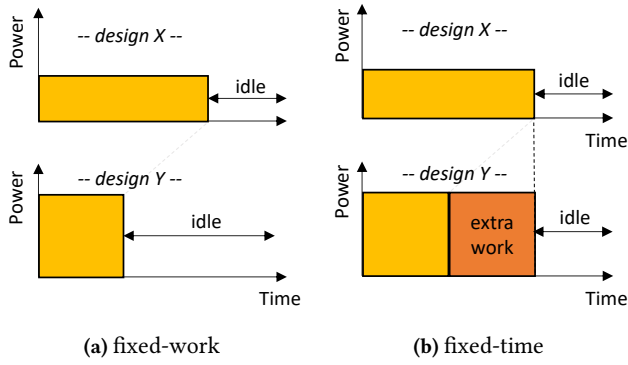 -- design X --
Power
idle
-- design Y --
Power
idle
Time
(a) fixed-work
-- design X --
Power
idle
Time
-- design Y --
Power
extra
work
idle
Time
(b) fixed-time